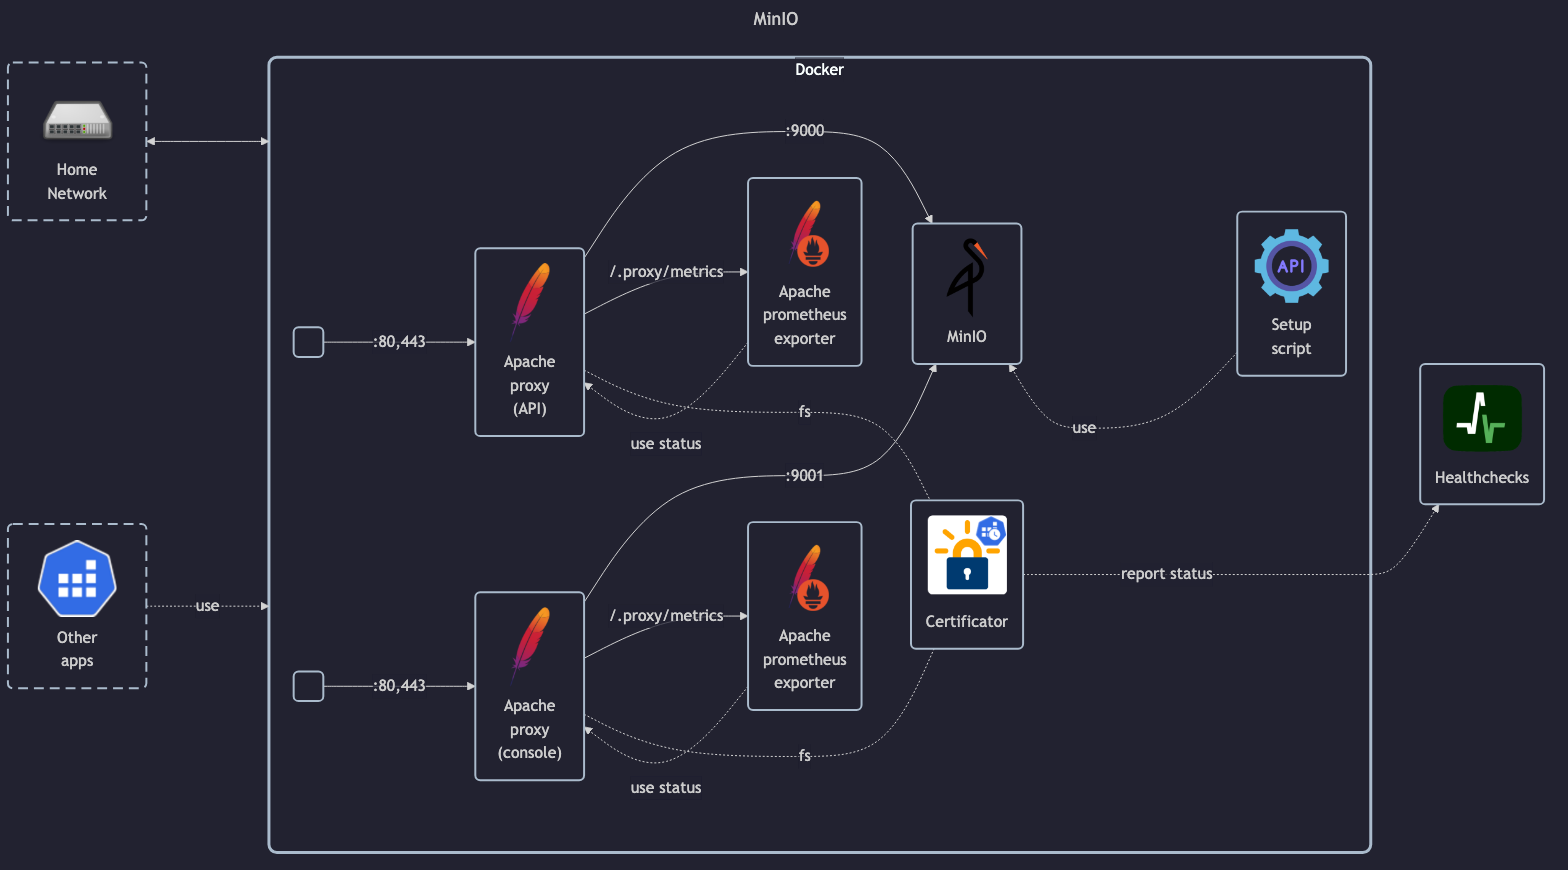 MinIO
Docker
Home
Network
:9000
/.proxy/metrics
Apache
prometheus
exporter
MinIO
API
Setup
script
:80,443
Apache
proxy
(API)
fs
use status
use
:9001
Healthchecks
Other
apps
use
/.proxy/metrics
Apache
prometheus
exporter
Certificator
report status
:80,443
Apache
proxy
(console)
fs
use status